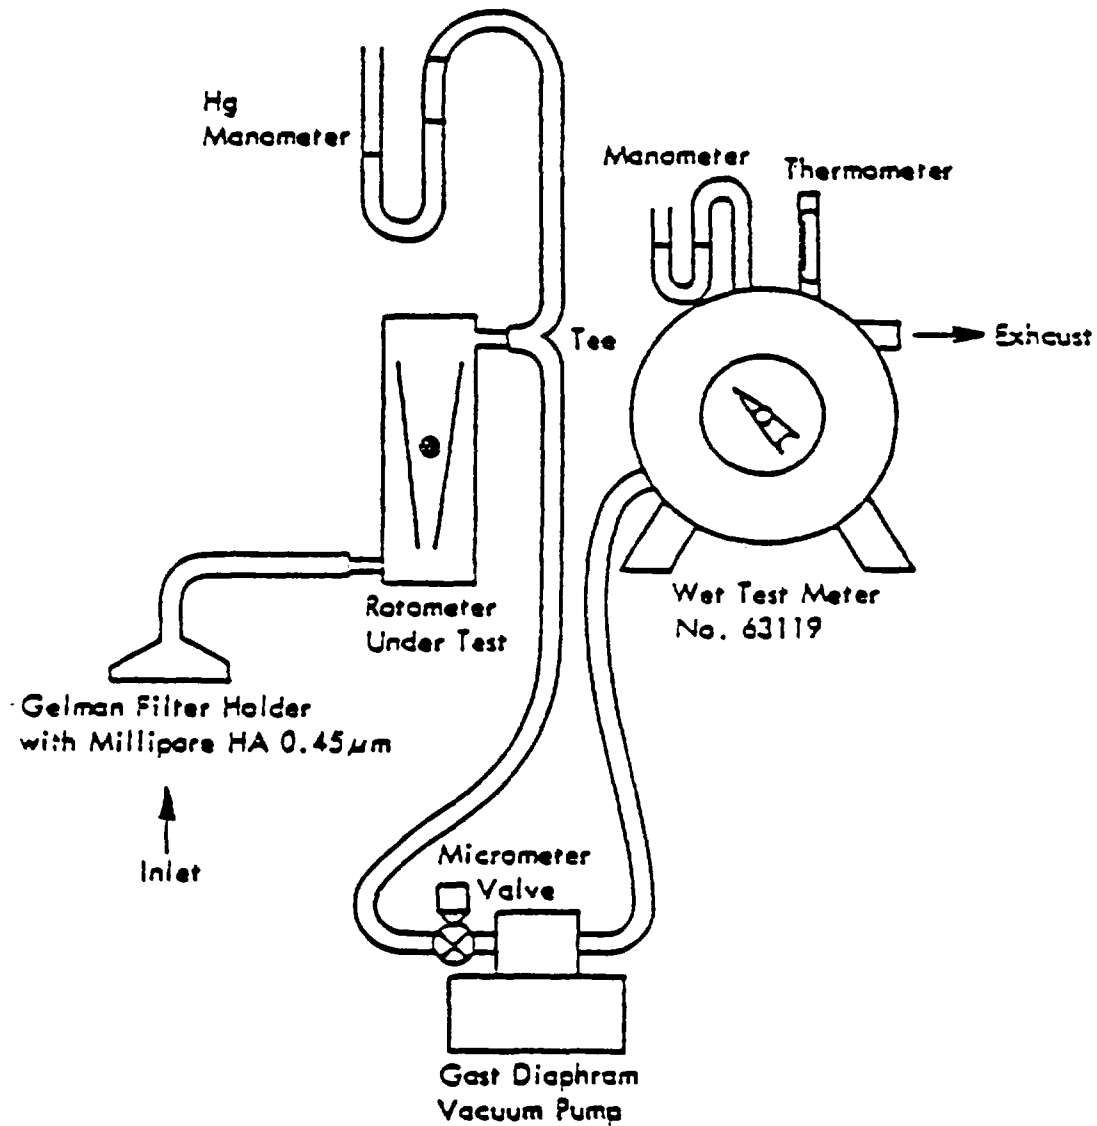 Hg
Manometer
Manometer
Thermometer
Tee
Exhaust
Rotometer
Under Test
Wet Test Meter
No. 63119
Gelman Filter Holder
with Millipore HA 0.45μm
Inlet
Micrometer
Valve
Gast Diaphram
Vacuum Pump